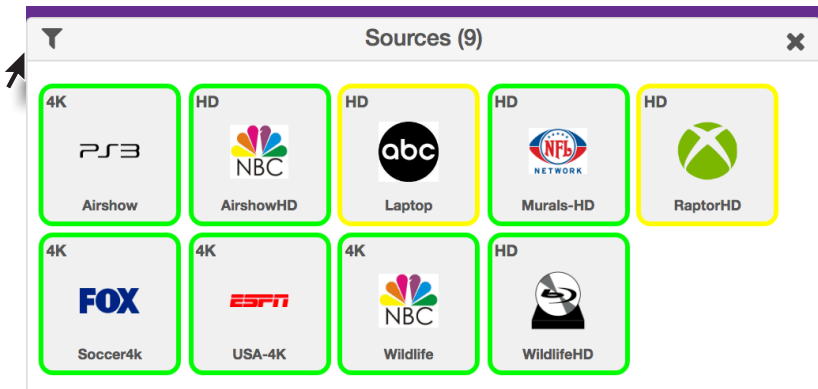 Sources (9)
4K
PS3
Airshow
HD
NBC
AirshowHD
HD
abc
Laptop
HD
NFL
NETWORK
Murals-HD
HD
RaptorHD
4K
FOX
Soccer4k
4K
ESPN
USA-4K
4K
NBC
Wildlife
HD
BD
WildlifeHD